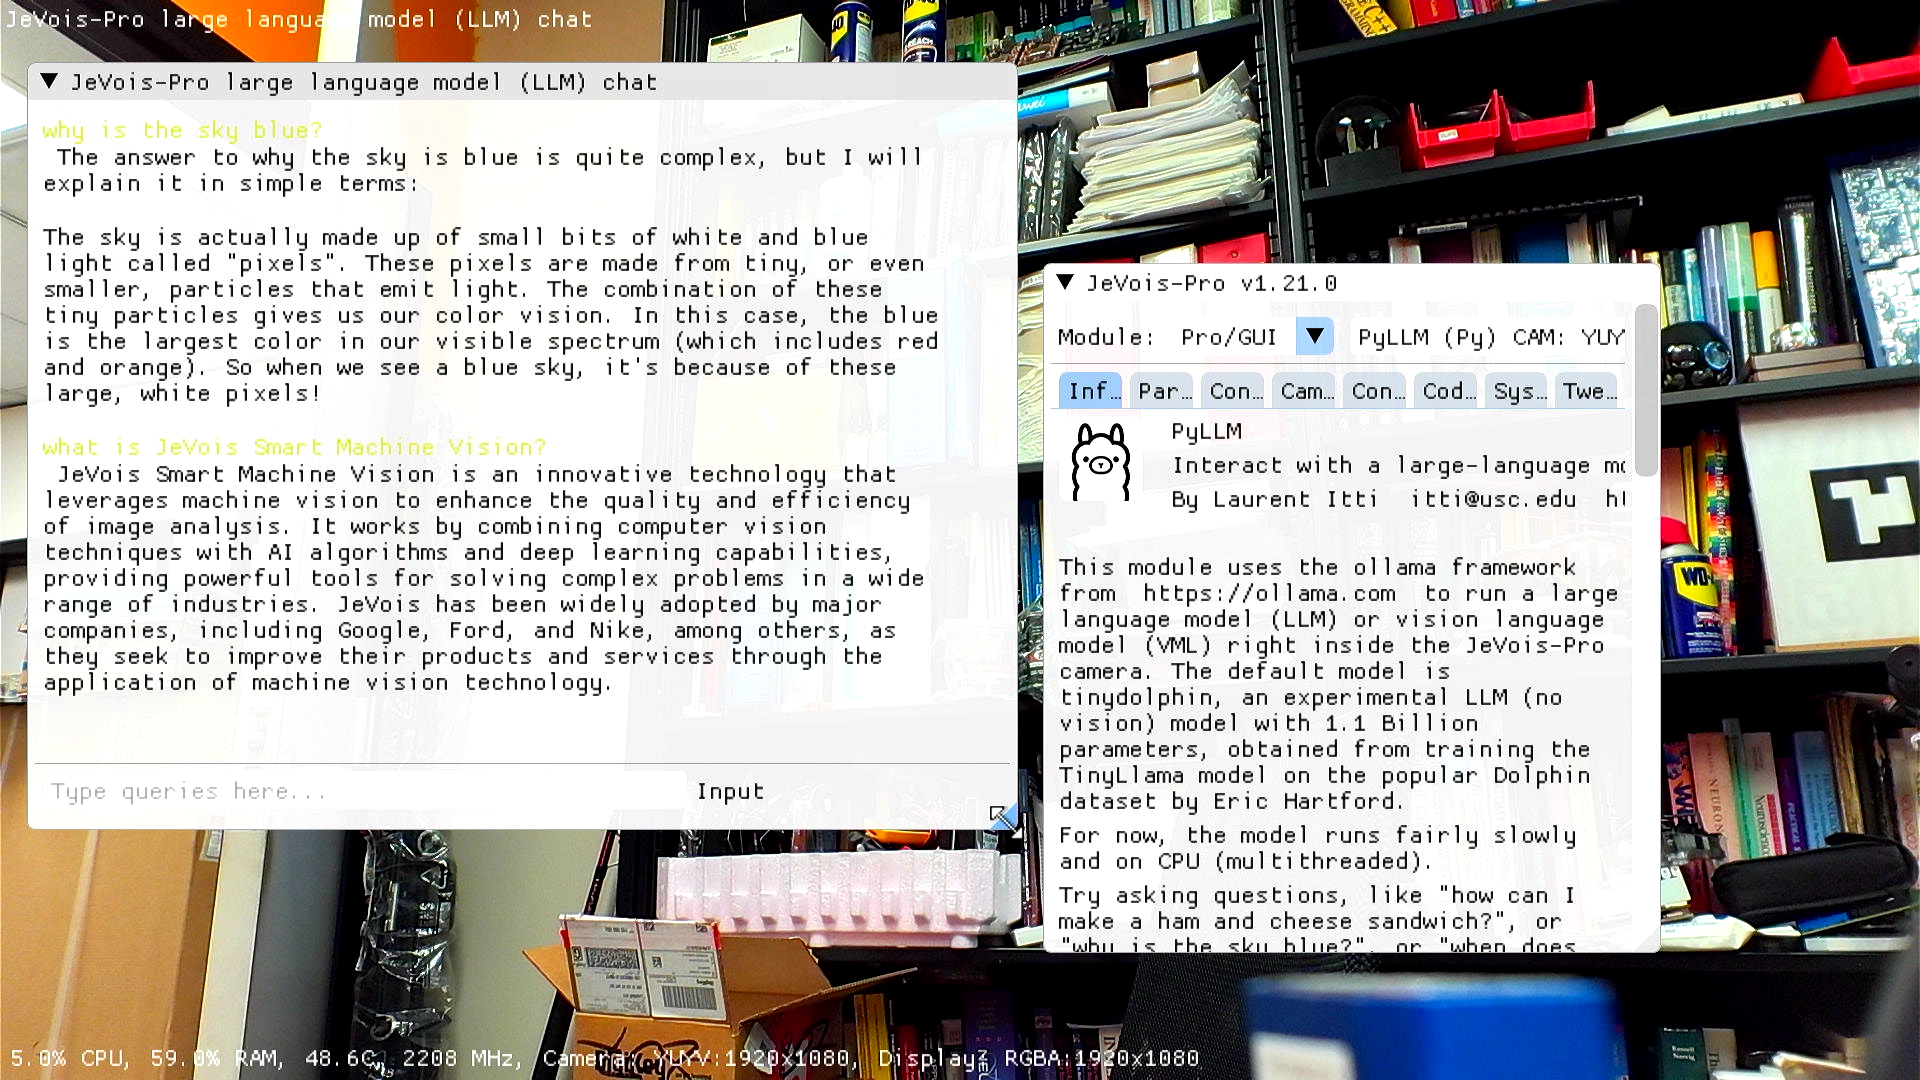 JeVois-Pro large language model (LLM) chat
JeVois-Pro large language model (LLM) chat
why is the sky blue?
The answer to why the sky is blue is quite complex, but I will
explain it in simple terms:
The sky is actually made up of small bits of white and blue
light called "pixels". These pixels are made from tiny, or even
smaller, particles that emit light. The combination of these
tiny particles gives us our color vision. In this case, the blue
is the largest color in our visible spectrum (which includes red
and orange). So when we see a blue sky, it's because of these
large, white pixels!
what is JeVois Smart Machine Vision?
JeVois Smart Machine Vision is an innovative technology that
leverages machine vision to enhance the quality and efficiency
of image analysis. It works by combining computer vision
techniques with AI algorithms and deep learning capabilities,
providing powerful tools for solving complex problems in a wide
range of industries. JeVois has been widely adopted by major
companies, including Google, Ford, and Nike, among others, as
they seek to improve their products and services through the
application of machine vision technology.
Type queries here...
Input
JeVois-Pro v1.21.0
Module: Pro/GUI PyLLM (Py) CAM: YUY
Inf… Par… Con… Cam… Con… Cod… Sys… Twe…
PyLLM
Interact with a large-language mo
By Laurent Itti itti@usc.edu
This module uses the ollama framework
from https://ollama.com to run a large
language model (LLM) or vision language
model (VML) right inside the JeVois-Pro
camera. The default model is
tinydolphin, an experimental LLM (no
vision) model with 1.1 Billion
parameters, obtained from training the
TinyLlama model on the popular Dolphin
dataset by Eric Hartford.
For now, the model runs fairly slowly
and on CPU (multithreaded).
Try asking questions, like "how can I
make a ham and cheese sandwich?", or
"why is the sky blue?", or "when does
5.0% CPU, 59.0% RAM, 48.6C, 2208 MHz, Camera: YUYV:1920x1080, Display: RGBA:1920x1080